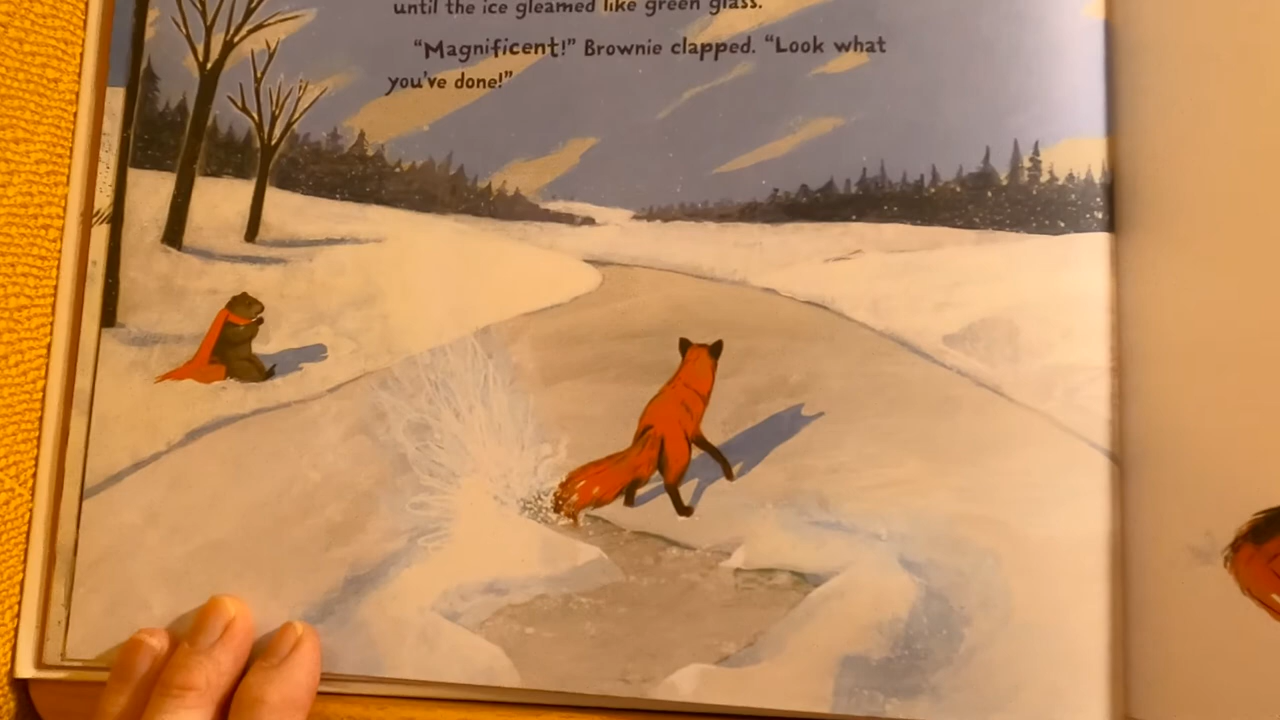 until the ice gleamed like green glass.
“Magnificent!” Brownie clapped. “Look what
you’ve done!”